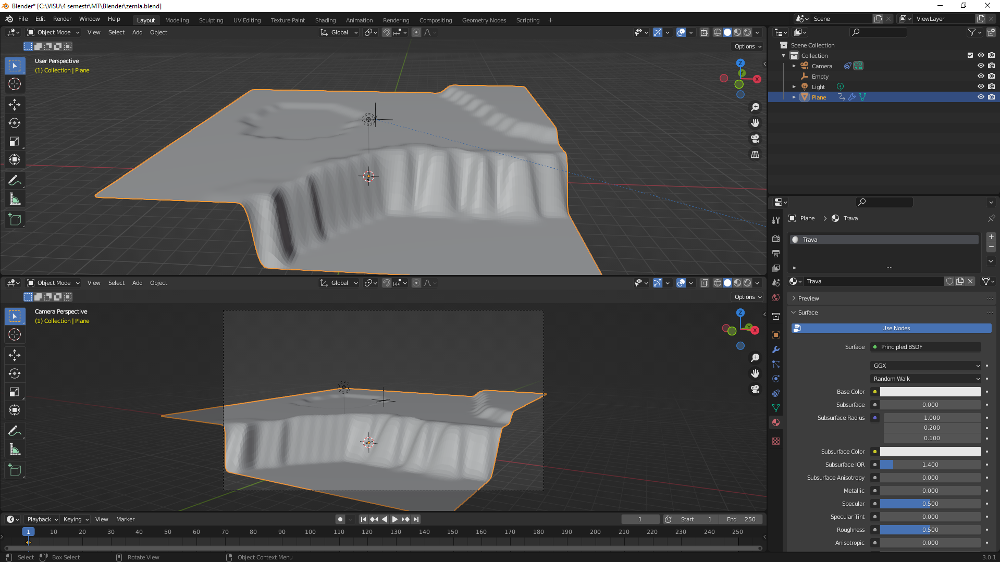 Blender* [C:\VISU\4 semestr\MT\Blender\zemla.blend]
File Edit Render Window Help Layout Modeling Sculpting UV Editing Texture Paint Shading Animation Rendering Compositing Geometry Nodes Scripting + Scene ViewLayer
Object Mode View Select Add Object Global
Options
User Perspective
(1) Collection | Plane
Z
Y
X
Scene Collection
Collection
Camera
Empty
Light
Plane
Plane > Trava
Trava
Trava
Preview
Surface
Use Nodes
Surface Principled BSDF
GGX
Random Walk
Base Color
Subsurface 0.000
Subsurface Radius 1.000
0.200
0.100
Subsurface Color
Subsurface IOR 1.400
Subsurface Anisotropy 0.000
Metallic 0.000
Specular 0.500
Specular Tint 0.000
Roughness 0.500
Anisotropic 0.000
Object Mode View Select Add Object Global
Options
Camera Perspective
(1) Collection | Plane
Z
Y
X
Playback Keying View Marker 1 Start 1 End 250
1 10 20 30 40 50 60 70 80 90 100 110 120 130 140 150 160 170 180 190 200 210 220 230 240 250
Select Box Select Rotate View Object Context Menu 3.0.1